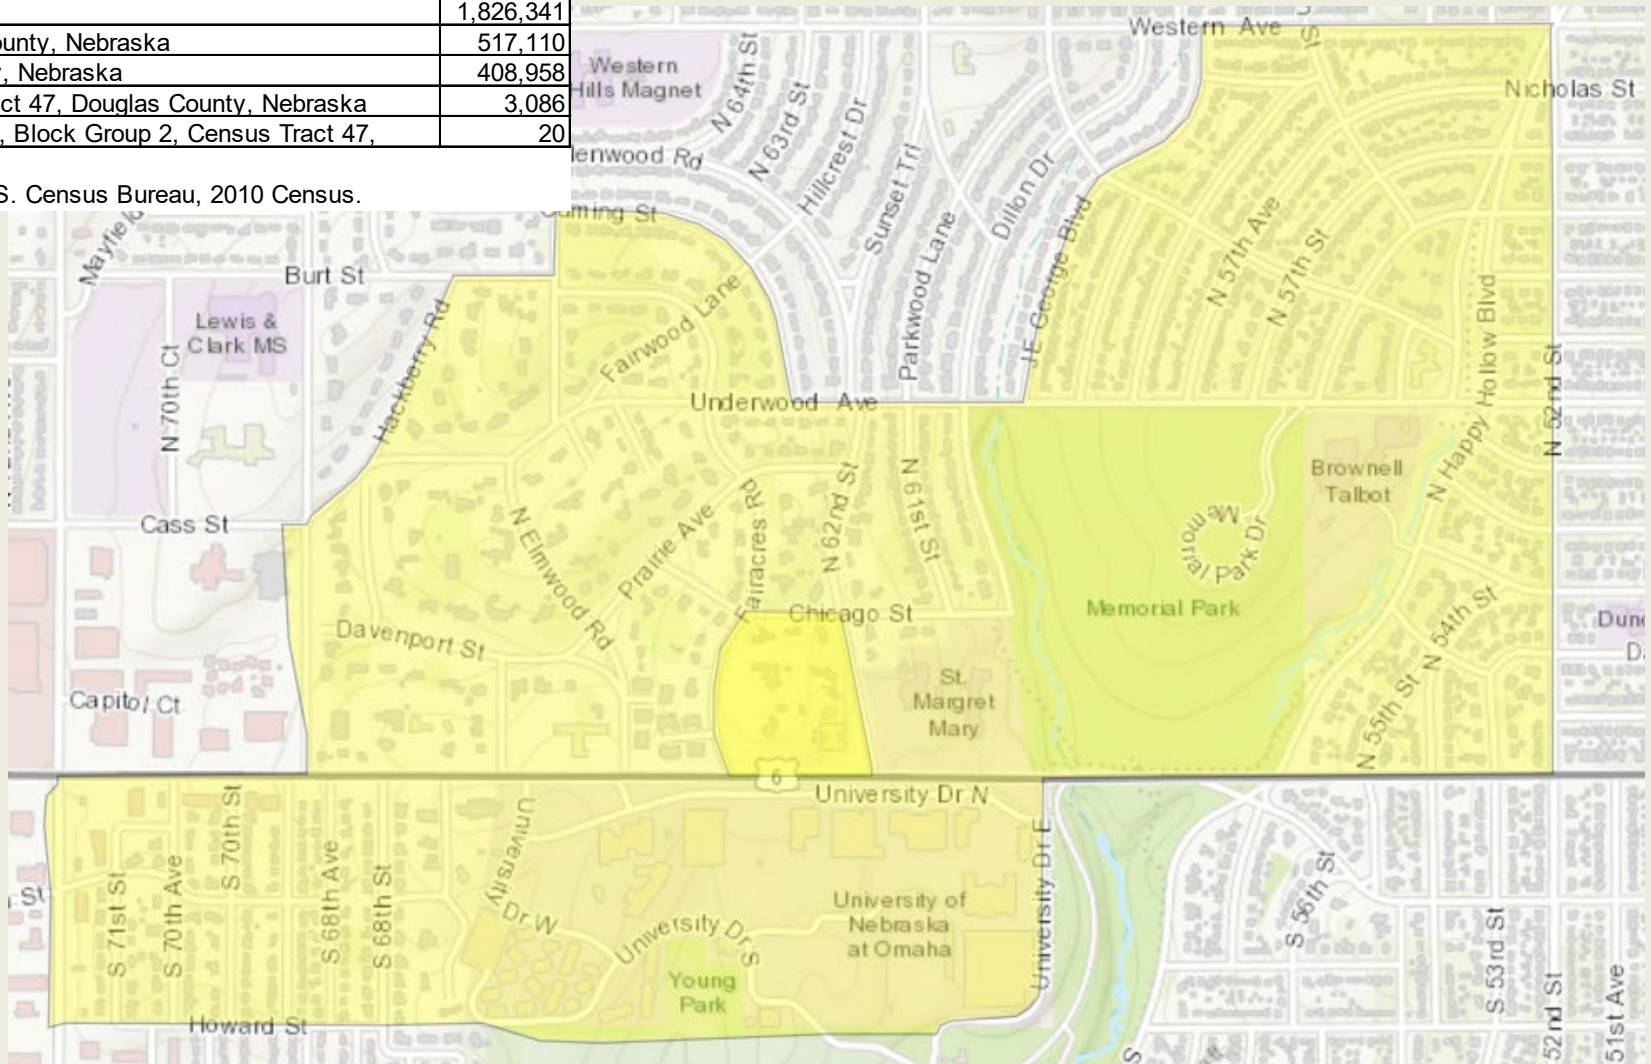 1,826,341
ounty, Nebraska 517,110
, Nebraska 408,958
ct 47, Douglas County, Nebraska 3,086
, Block Group 2, Census Tract 47, 20
S. Census Bureau, 2010 Census.
Western Ave
St
Western
Hills Magnet
N 64th St
N 63rd St
Hillcrest Dr
Sunset Trl
Parkwood Lane
Dillon Dr
JE George Blvd
Nicholas St
lenwood Rd
Cuming St
N 57th Ave
N 57th St
Mayfield
Burt St
Lewis &
Clark MS
N 70th Ct
Hackberry Rd
Fairwood Lane
Underwood Ave
N Happy Hollow Blvd
N 52nd St
Brownell
Talbot
Cass St
N Elmwood Rd
Prairie Ave
Fairacres Rd
N 62nd St
N 61st St
Memorial Park Dr
Memorial Park
Chicago St
Davenport St
St.
Margret
Mary
N 54th St
N 55th St
Capitol Ct
6
University Dr N
S 71st St
S 70th Ave
S 70th St
S 68th Ave
S 68th St
University Dr W
University Dr S
University of
Nebraska
at Omaha
University Dr E
Young
Park
St
S 56th St
S 53rd St
52nd St
51st Ave
Howard St
S